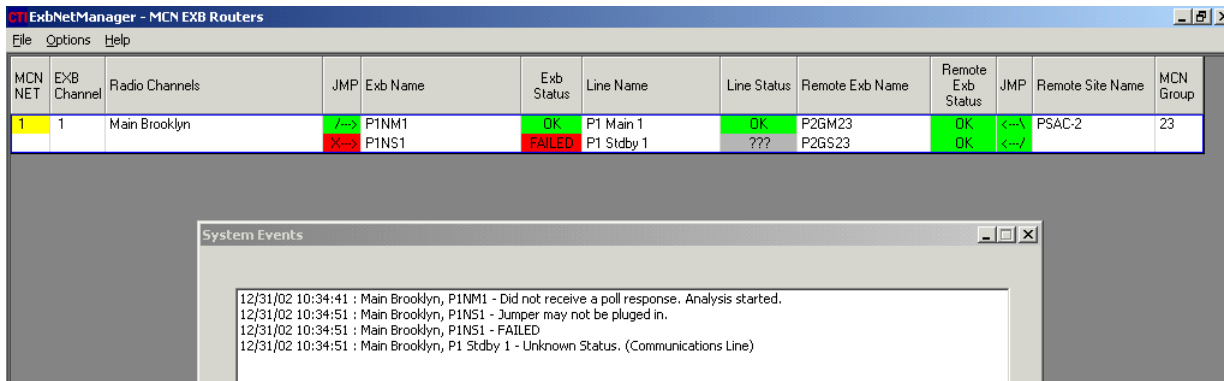 CTI ExbNetManager - MCN EXB Routers
File Options Help
MCN NET EXB Channel Radio Channels JMP Exb Name Exb Status Line Name Line Status Remote Exb Name Remote Exb Status JMP Remote Site Name MCN Group
1 1 Main Brooklyn /---> P1NM1 OK P1 Main 1 OK P2GM23 OK <---\ PSAC-2 23
X---> P1NS1 FAILED P1 Stdby 1 ??? P2GS23 OK <---/
System Events
12/31/02 10:34:41 : Main Brooklyn, P1NM1 - Did not receive a poll response. Analysis started.
12/31/02 10:34:51 : Main Brooklyn, P1NS1 - Jumper may not be pluged in.
12/31/02 10:34:51 : Main Brooklyn, P1NS1 - FAILED
12/31/02 10:34:51 : Main Brooklyn, P1 Stdby 1 - Unknown Status. (Communications Line)